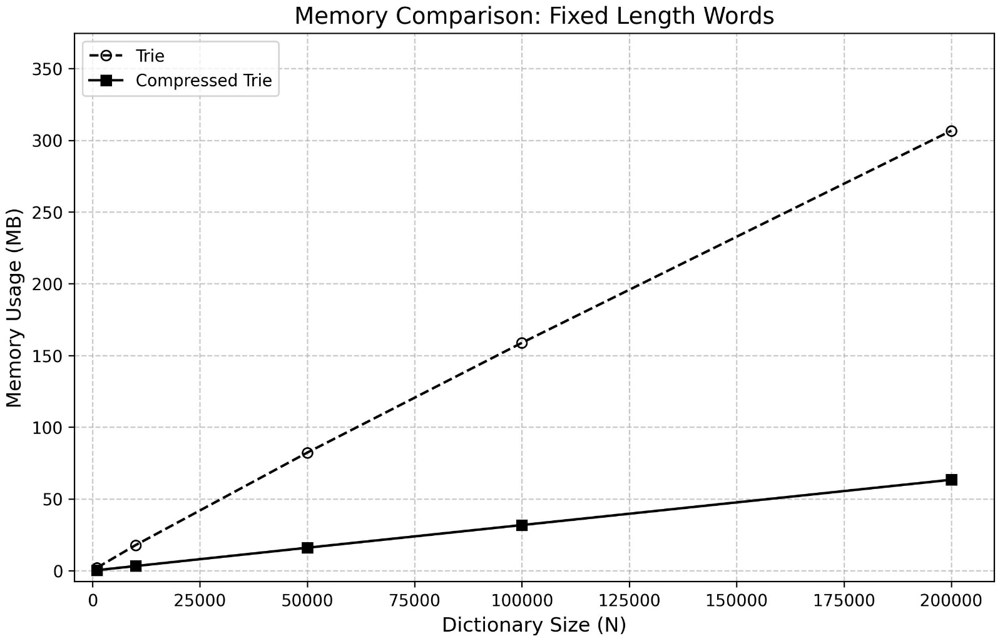 Memory Comparison: Fixed Length Words
Trie
Compressed Trie
Memory Usage (MB)
350
300
250
200
150
100
50
0
0 25000 50000 75000 100000 125000 150000 175000 200000
Dictionary Size (N)